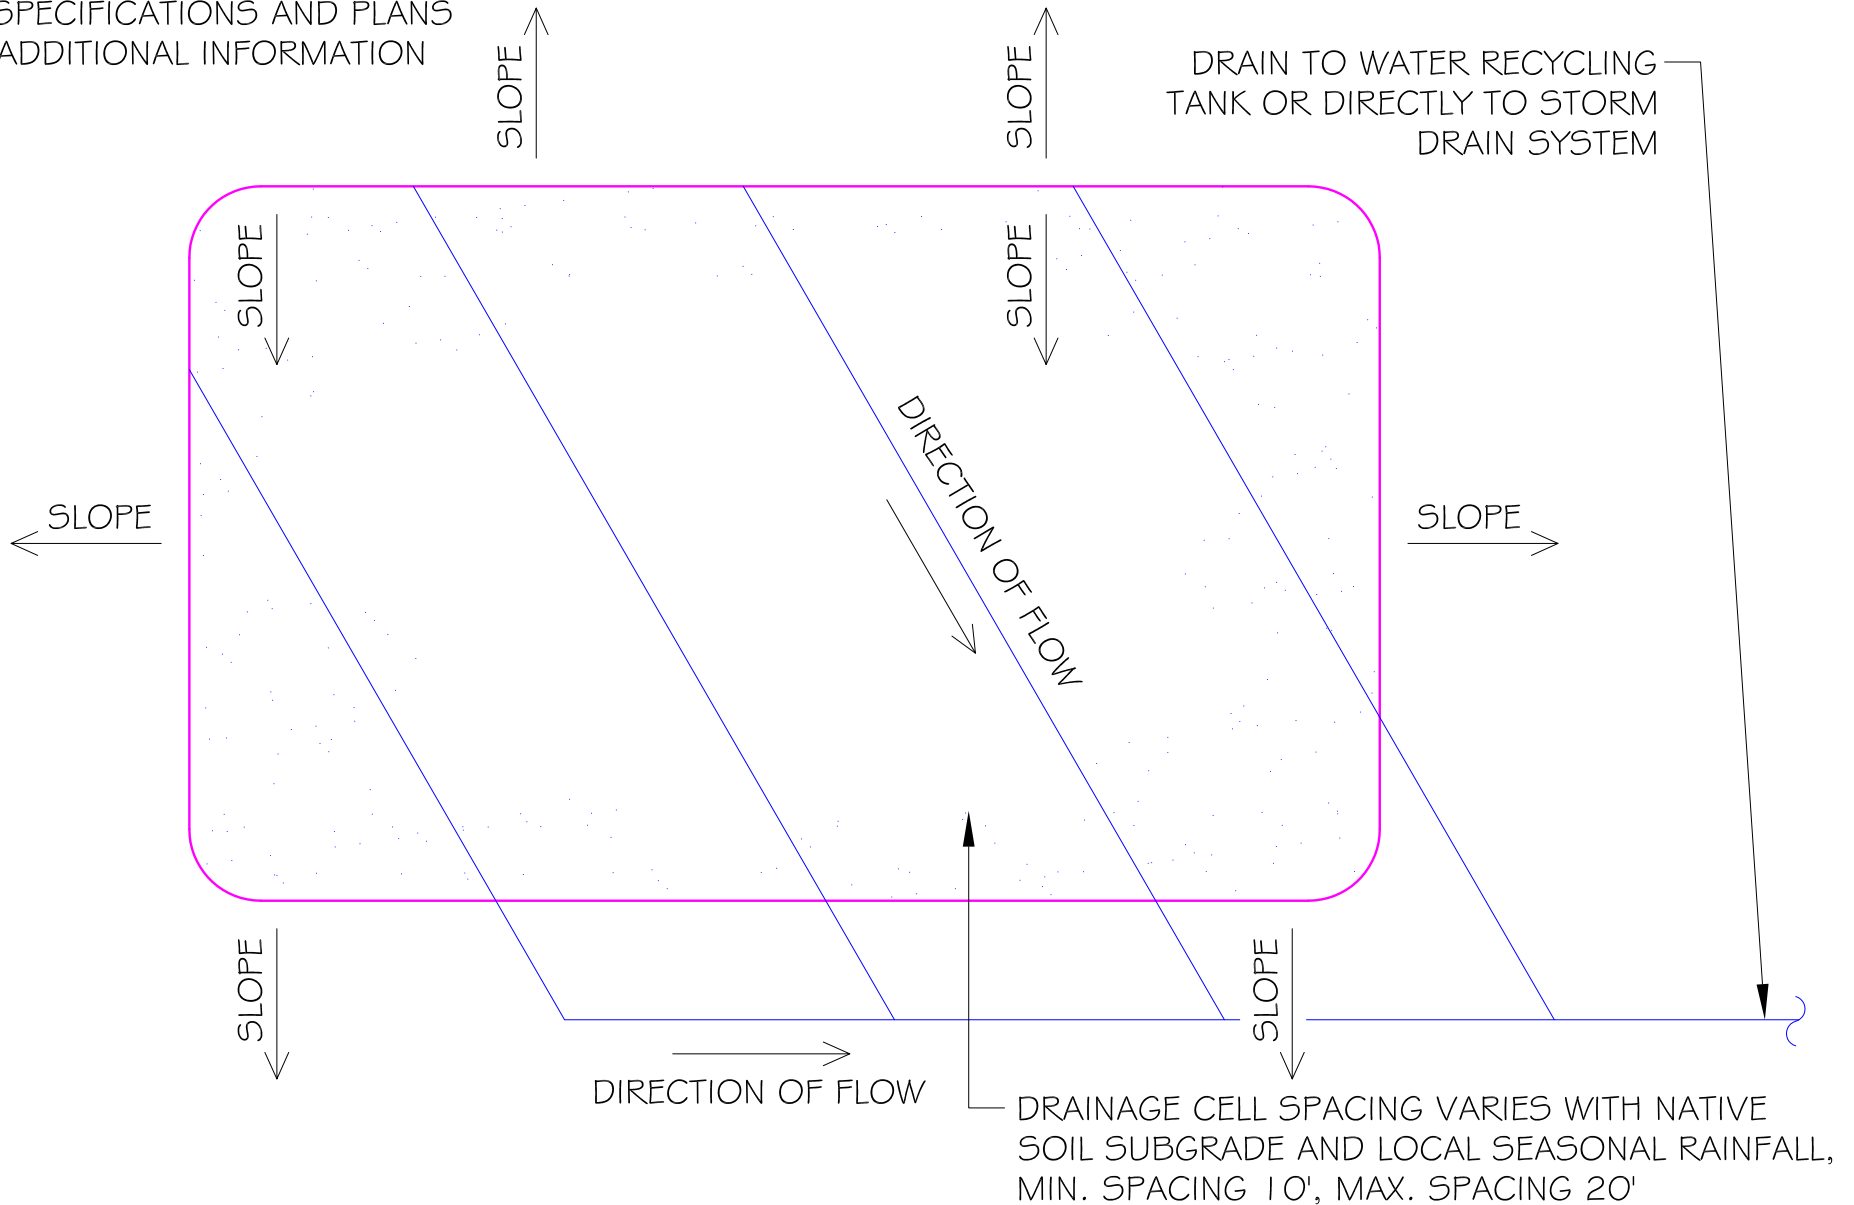 SPECIFICATIONS AND PLANS
ADDITIONAL INFORMATION
SLOPE
SLOPE
DRAIN TO WATER RECYCLING
TANK OR DIRECTLY TO STORM
DRAIN SYSTEM
SLOPE
SLOPE
DIRECTION OF FLOW
SLOPE
SLOPE
SLOPE
SLOPE
DIRECTION OF FLOW
DRAINAGE CELL SPACING VARIES WITH NATIVE
SOIL SUBGRADE AND LOCAL SEASONAL RAINFALL,
MIN. SPACING 10', MAX. SPACING 20'